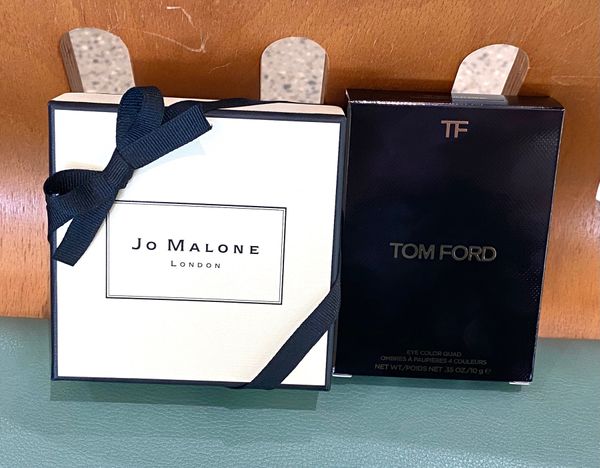 Jo Malone
London
TF
TOM FORD
EYE COLOR QUAD
OMBRES À PAUPIÈRES 4 COULEURS
NET WT./POIDS NET .35 OZ./10 g ℮